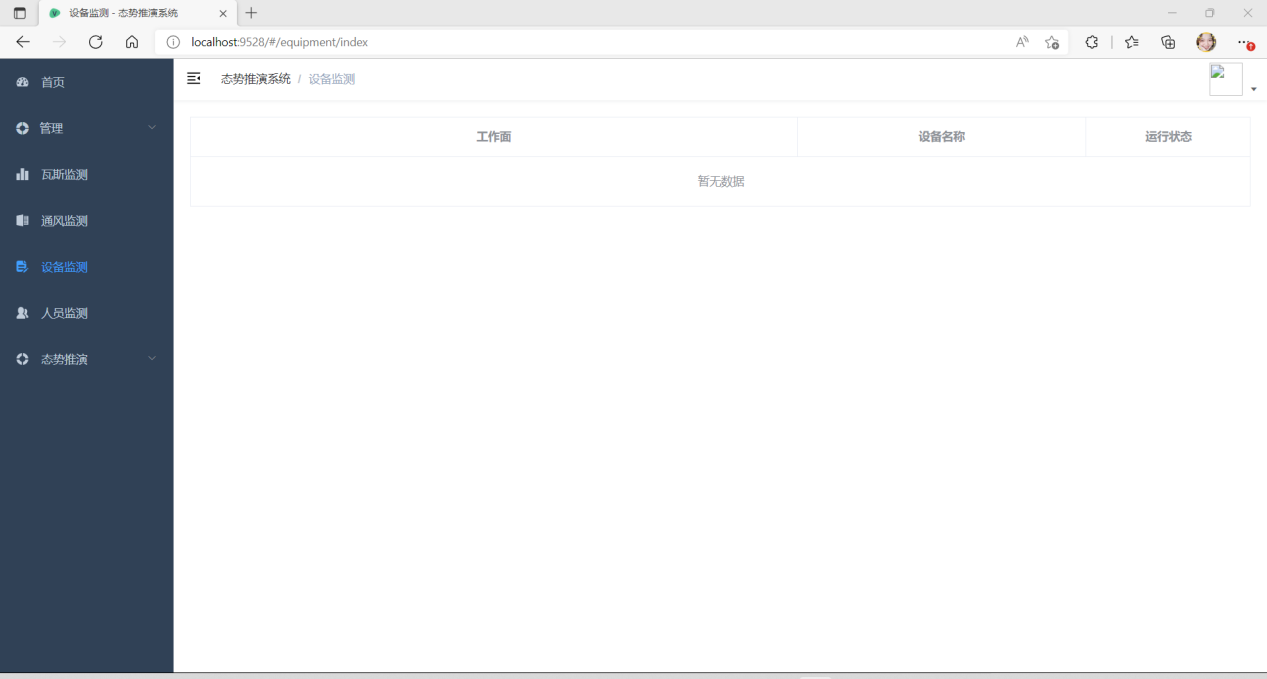 设备监测 - 态势推演系统
localhost:9528/#/equipment/index
首页
态势推演系统 / 设备监测
管理
瓦斯监测
通风监测
设备监测
人员监测
态势推演
工作面 设备名称 运行状态
暂无数据